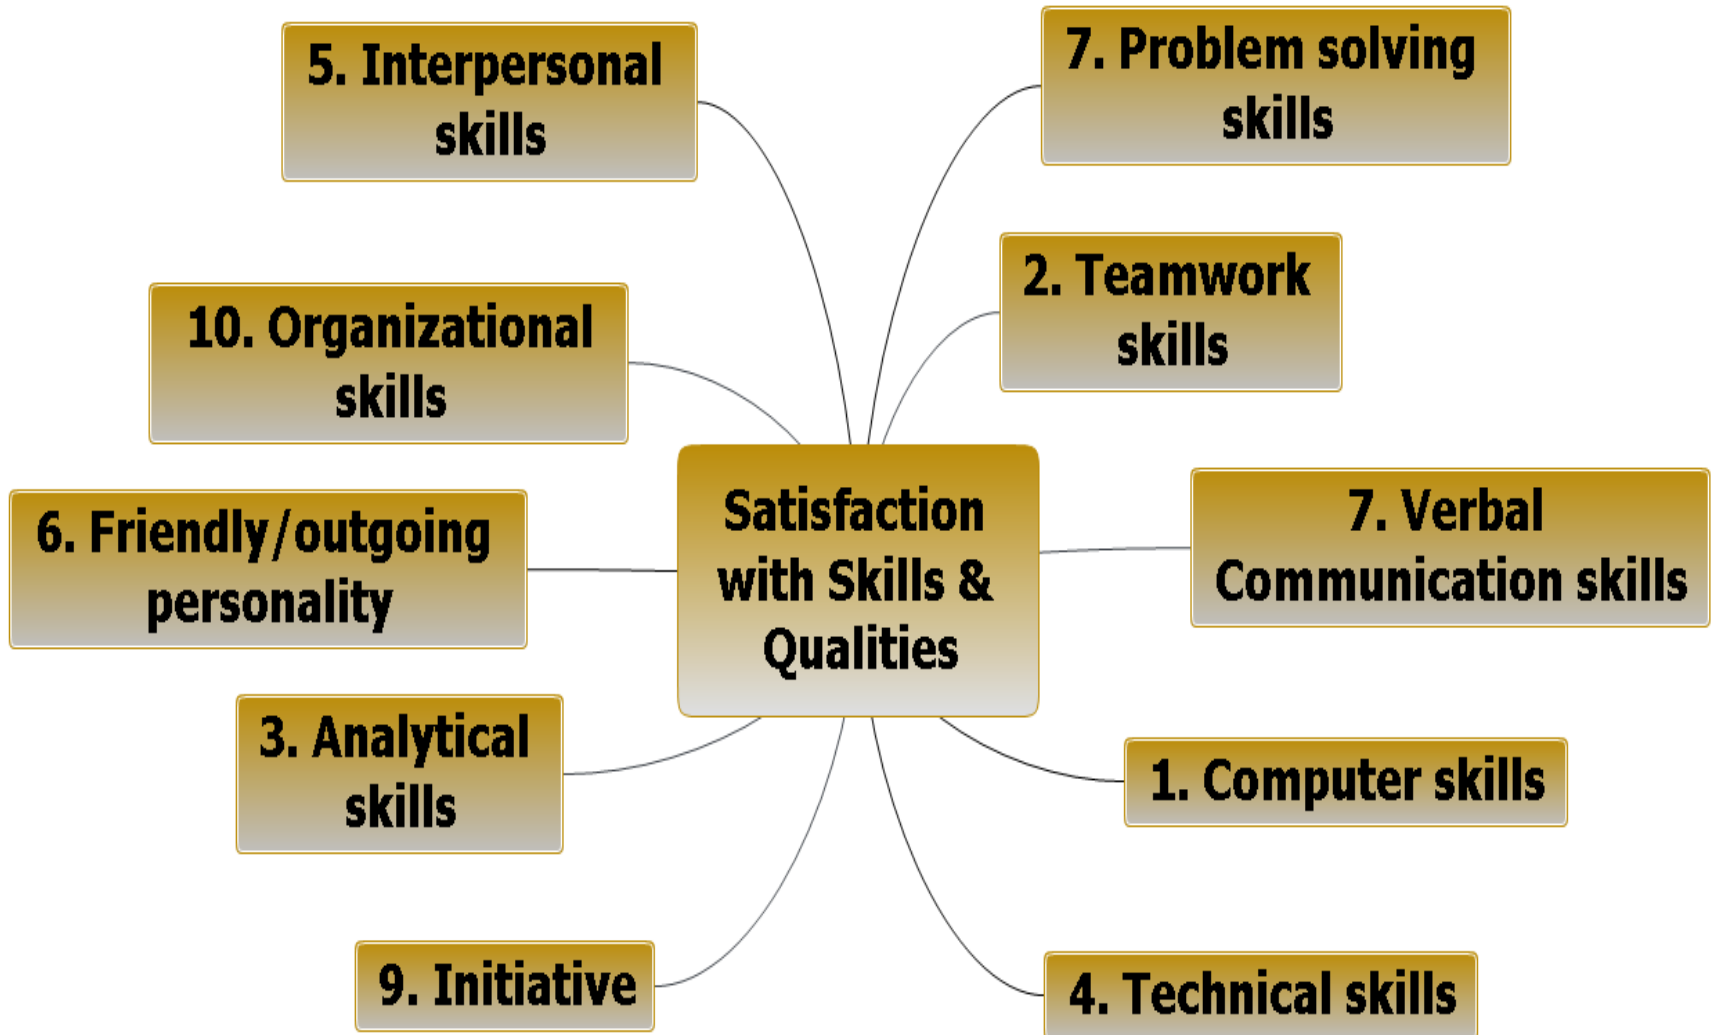 5. Interpersonal
skills
7. Problem solving
skills
2. Teamwork
skills
10. Organizational
skills
Satisfaction
with Skills &
Qualities
7. Verbal
Communication skills
6. Friendly/outgoing
personality
3. Analytical
skills
1. Computer skills
9. Initiative
4. Technical skills